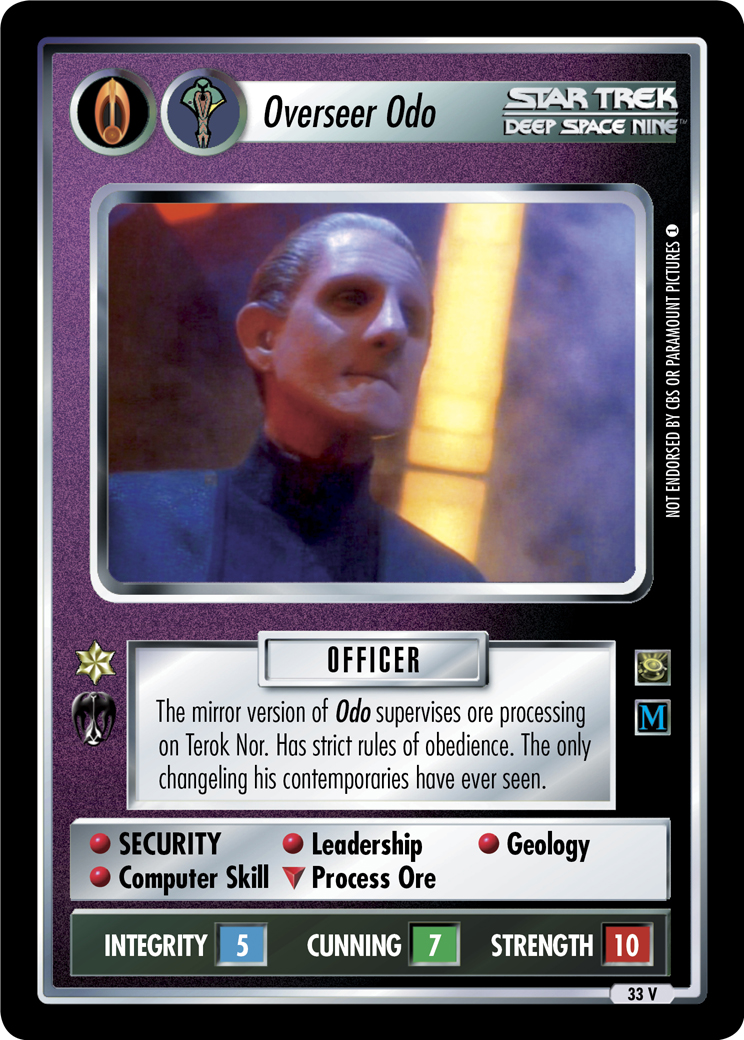 Overseer Odo
STAR TREK
DEEP SPACE NINE™
NOT ENDORSED BY CBS OR PARAMOUNT PICTURES 1
OFFICER
The mirror version of Odo supervises ore processing
on Terok Nor. Has strict rules of obedience. The only
changeling his contemporaries have ever seen.
M
SECURITY Leadership Geology
Computer Skill Process Ore
INTEGRITY 5 CUNNING 7 STRENGTH 10
33 V